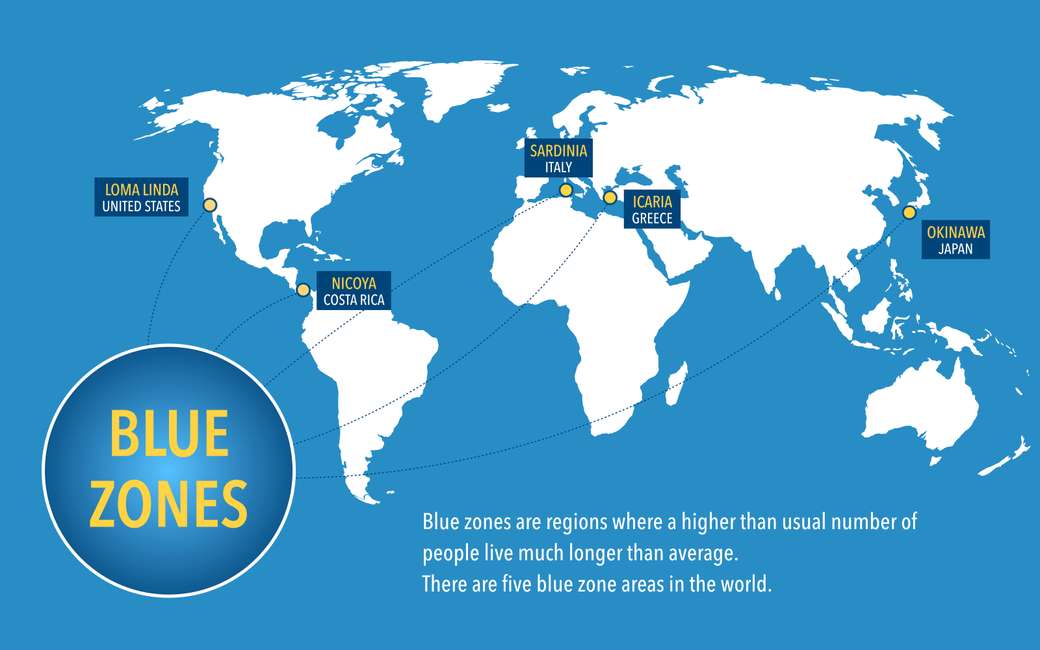 SARDINIA
ITALY
LOMA LINDA
UNITED STATES
ICARIA
GREECE
OKINAWA
JAPAN
NICOYA
COSTA RICA
BLUE
ZONES
Blue zones are regions where a higher than usual number of
people live much longer than average.
There are five blue zone areas in the world.